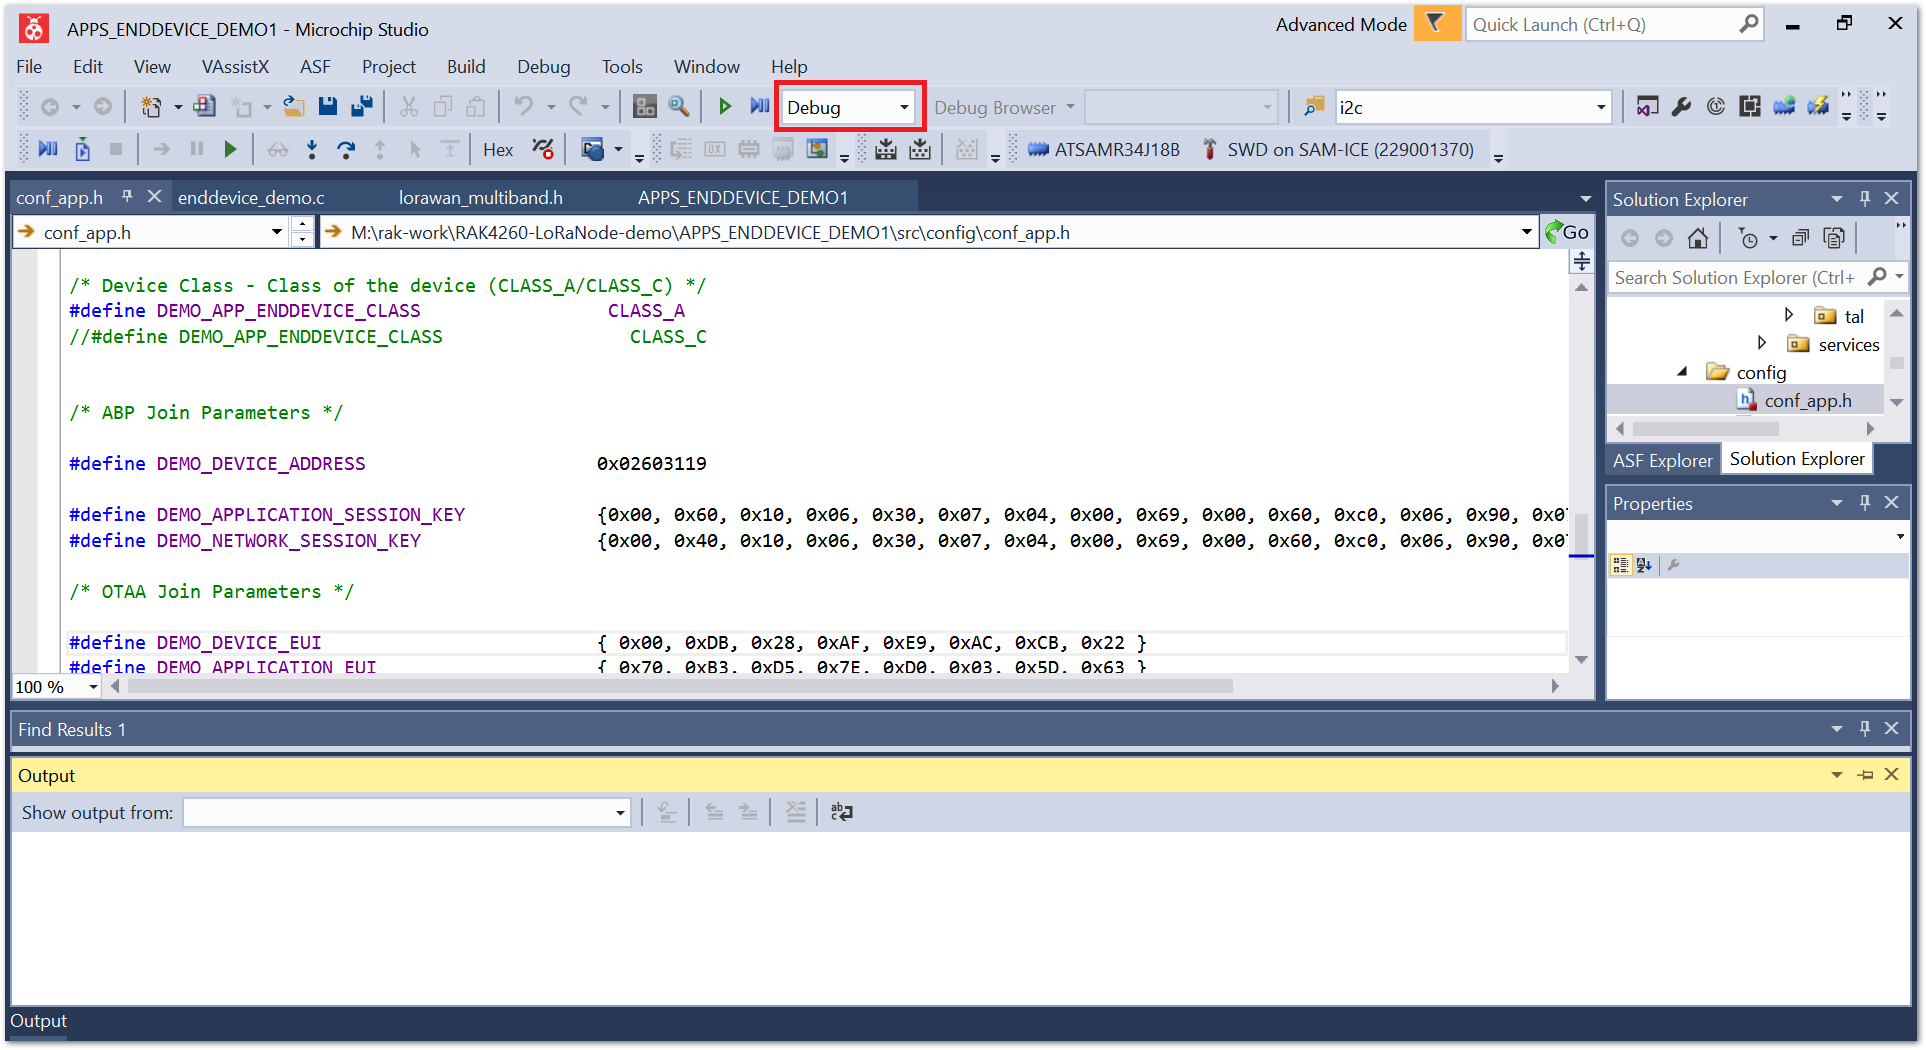 APPS_ENDDEVICE_DEMO1 - Microchip Studio
Advanced Mode
Quick Launch (Ctrl+Q)
File Edit View VAssistX ASF Project Build Debug Tools Window Help
Debug
Debug Browser
i2c
Hex
ATSAMR34J18B
SWD on SAM-ICE (229001370)
conf_app.h
enddevice_demo.c
lorawan_multiband.h
APPS_ENDDEVICE_DEMO1
conf_app.h
M:\rak-work\RAK4260-LoRaNode-demo\APPS_ENDDEVICE_DEMO1\src\config\conf_app.h
Go
/* Device Class - Class of the device (CLASS_A/CLASS_C) */
#define DEMO_APP_ENDDEVICE_CLASS CLASS_A
//#define DEMO_APP_ENDDEVICE_CLASS CLASS_C
/* ABP Join Parameters */
#define DEMO_DEVICE_ADDRESS 0x02603119
#define DEMO_APPLICATION_SESSION_KEY {0x00, 0x60, 0x10, 0x06, 0x30, 0x07, 0x04, 0x00, 0x69, 0x00, 0x60, 0xc0, 0x06, 0x90, 0x07
#define DEMO_NETWORK_SESSION_KEY {0x00, 0x40, 0x10, 0x06, 0x30, 0x07, 0x04, 0x00, 0x69, 0x00, 0x60, 0xc0, 0x06, 0x90, 0x07
/* OTAA Join Parameters */
#define DEMO_DEVICE_EUI { 0x00, 0xDB, 0x28, 0xAF, 0xE9, 0xAC, 0xCB, 0x22 }
#define DEMO_APPLICATION_EUI { 0x70, 0xB3, 0xD5, 0x7E, 0xD0, 0x03, 0x5D, 0x63 }
100 %
Solution Explorer
Search Solution Explorer (Ctrl+
tal
services
config
conf_app.h
ASF Explorer
Solution Explorer
Properties
Find Results 1
Output
Show output from:
Output